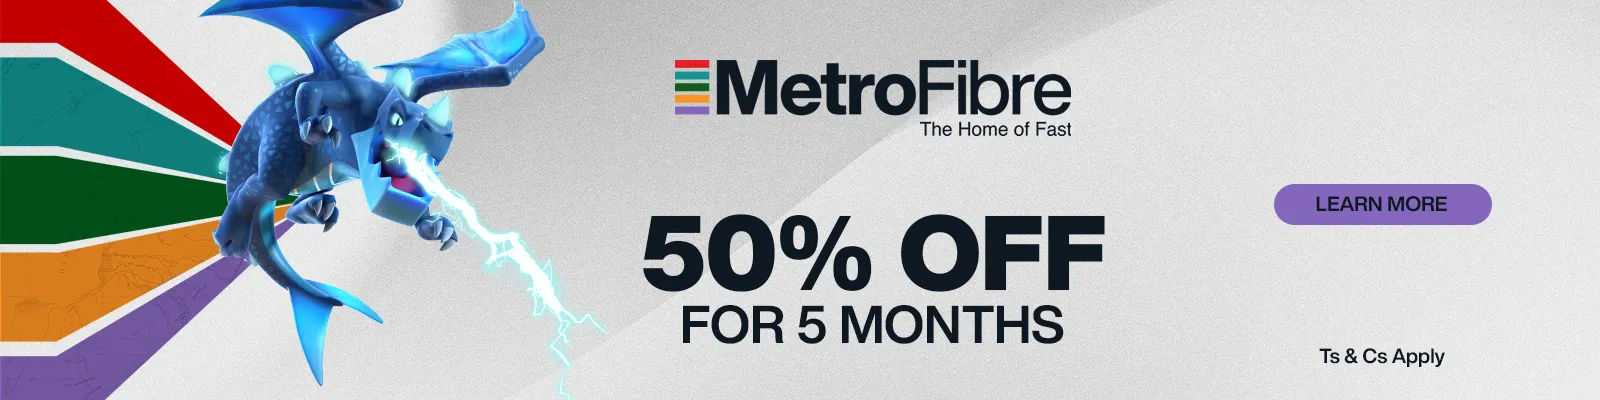 MetroFibre
The Home of Fast
50% OFF
FOR 5 MONTHS
LEARN MORE
Ts & Cs Apply